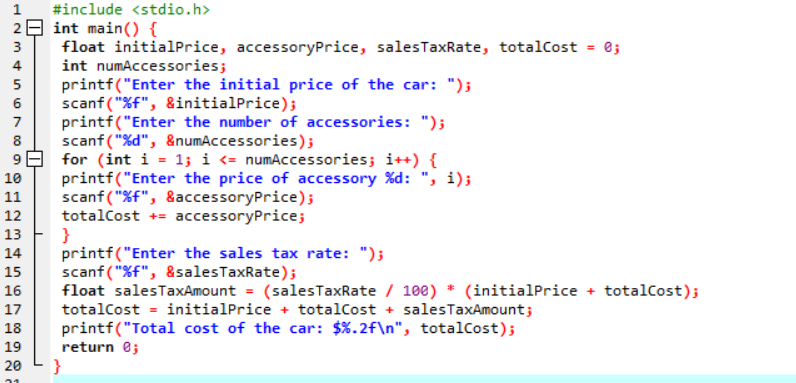 1 #include <stdio.h>
2 int main() {
3 float initialPrice, accessoryPrice, salesTaxRate, totalCost = 0;
4 int numAccessories;
5 printf("Enter the initial price of the car: ");
6 scanf("%f", &initialPrice);
7 printf("Enter the number of accessories: ");
8 scanf("%d", &numAccessories);
9 for (int i = 1; i <= numAccessories; i++) {
10 printf("Enter the price of accessory %d: ", i);
11 scanf("%f", &accessoryPrice);
12 totalCost += accessoryPrice;
13 }
14 printf("Enter the sales tax rate: ");
15 scanf("%f", &salesTaxRate);
16 float salesTaxAmount = (salesTaxRate / 100) * (initialPrice + totalCost);
17 totalCost = initialPrice + totalCost + salesTaxAmount;
18 printf("Total cost of the car: $%.2f\n", totalCost);
19 return 0;
20 }
21